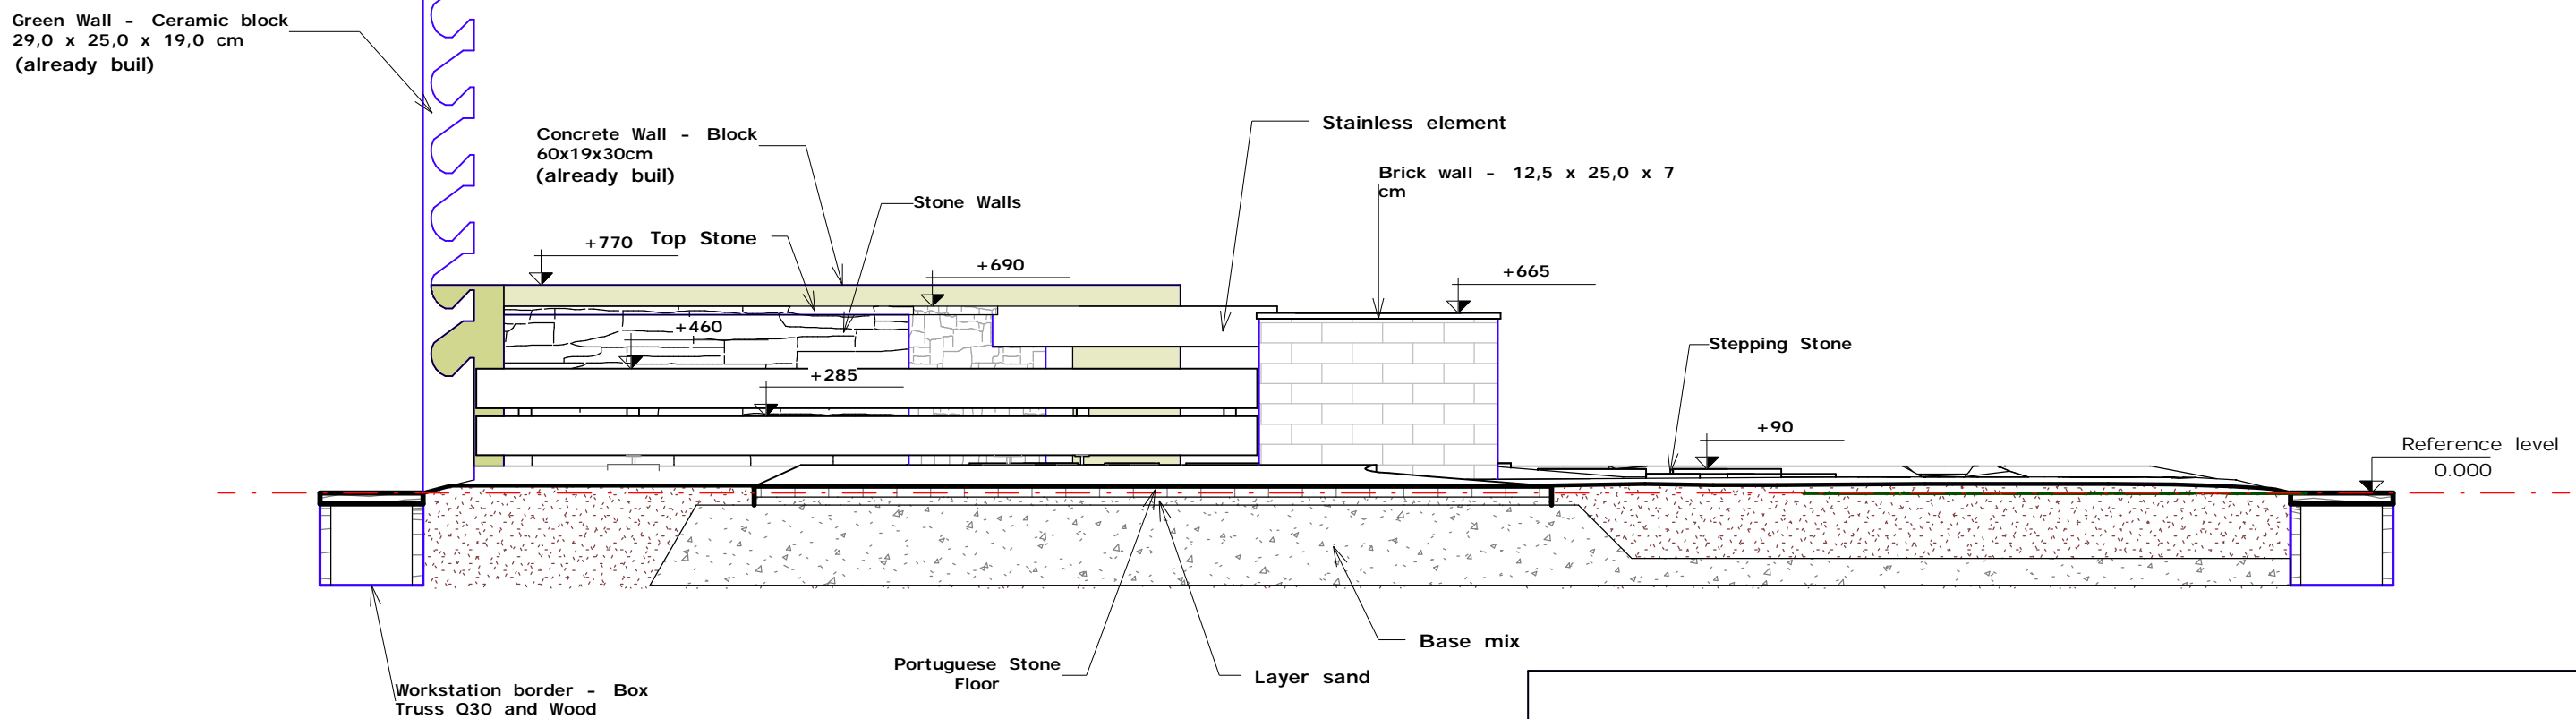 Green Wall - Ceramic block
29,0 x 25,0 x 19,0 cm
(already buil)
Concrete Wall - Block
60x19x30cm
(already buil)
Stainless element
Brick wall - 12,5 x 25,0 x 7
cm
Stone Walls
Top Stone
+770
+690
+665
+460
+285
Stepping Stone
+90
Reference level
0.000
Base mix
Portuguese Stone
Floor
Layer sand
Workstation border - Box
Truss Q30 and Wood